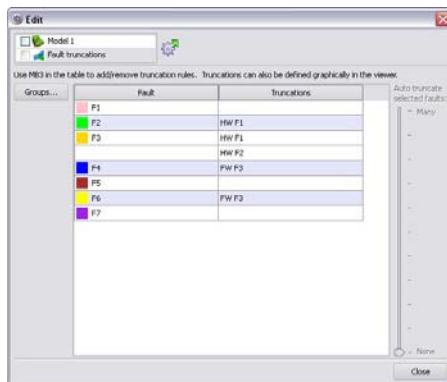 Edit
Model 1
Fault truncations
Use MB3 in the table to add/remove truncation rules. Truncations can also be defined graphically in the viewer.
Groups...
Fault
Truncations
Auto truncate
selected faults:
F1
Many
F2
HW F1
F3
HW F1
HW F2
F4
FW F3
F5
F6
FW F3
F7
None
Close